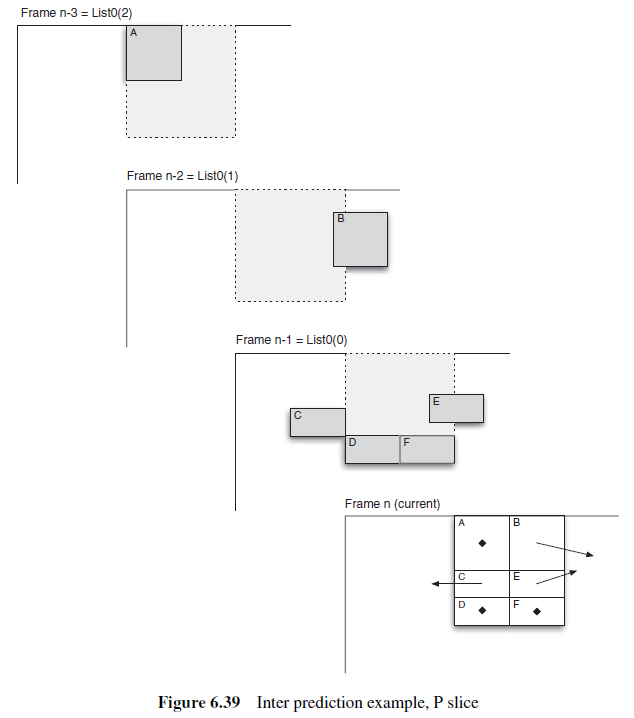 Frame n-3 = List0(2)
A
Frame n-2 = List0(1)
B
Frame n-1 = List0(0)
E
C
D F
Frame n (current)
A B
C E
D F
Figure 6.39 Inter prediction example, P slice